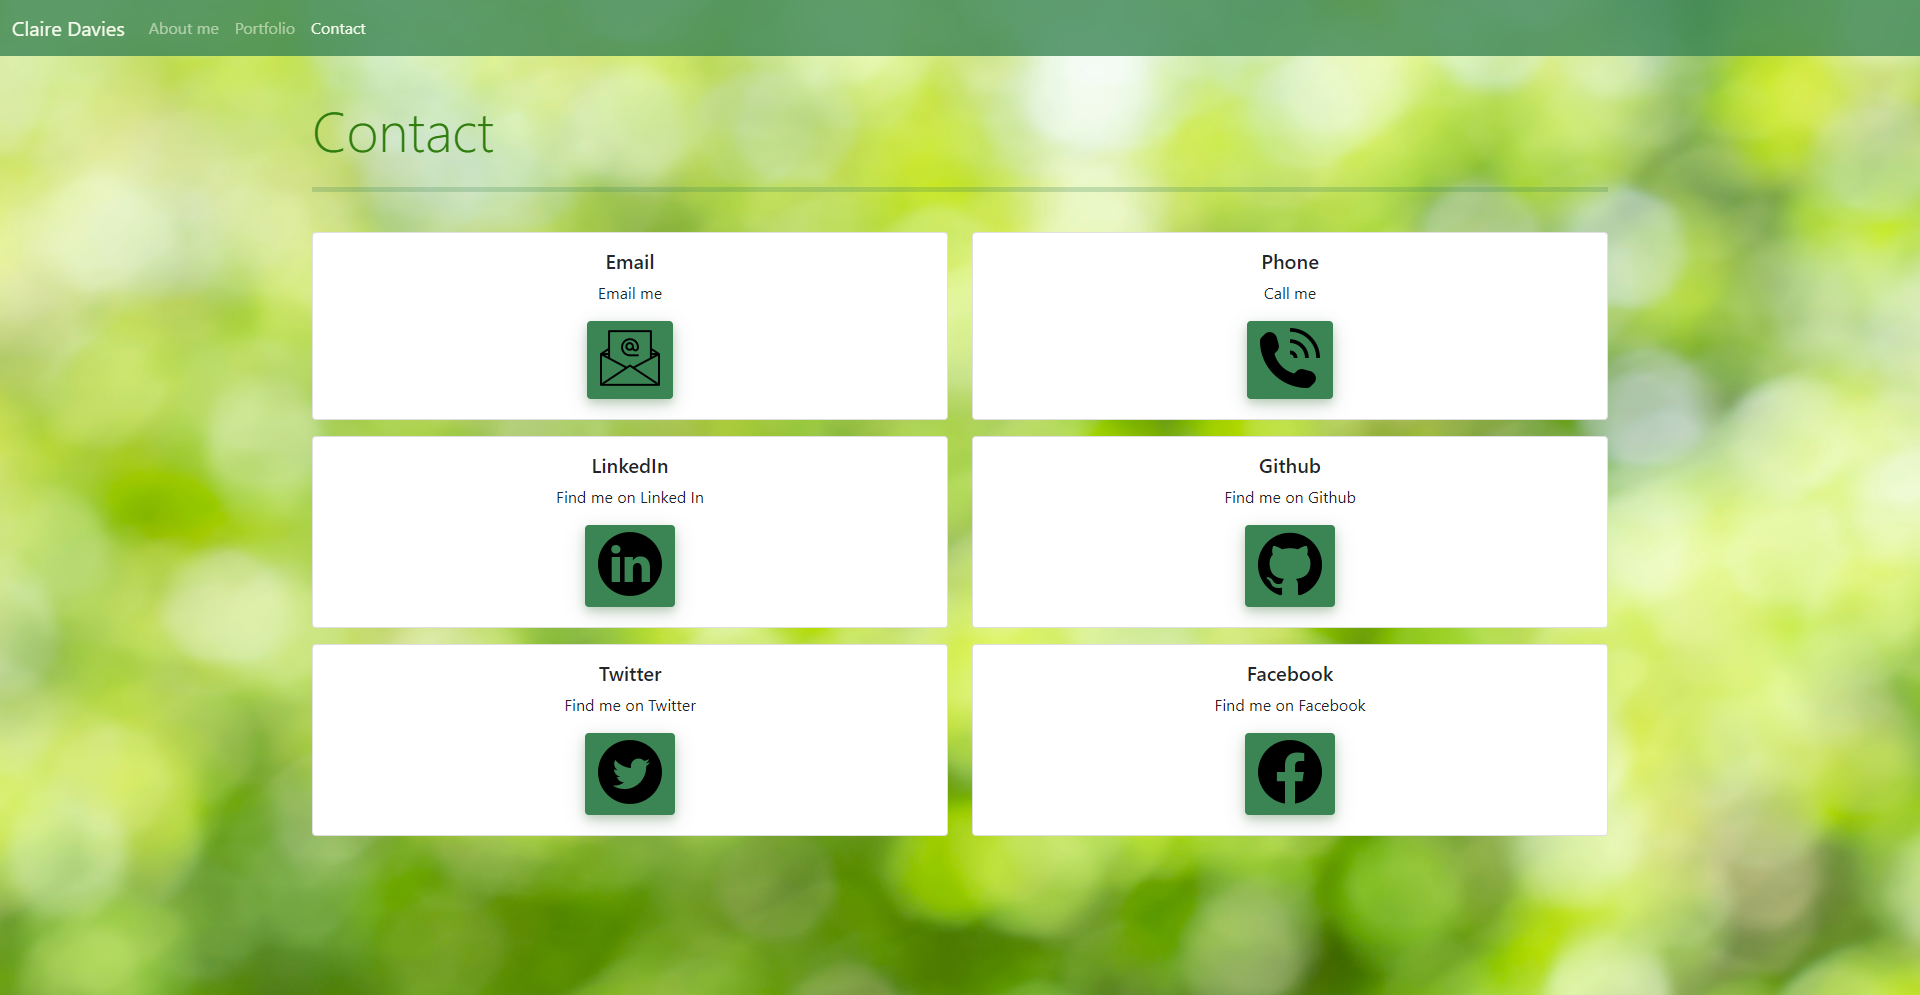 Claire Davies About me Portfolio Contact
Contact
Email
Email me
@
Phone
Call me
LinkedIn
Find me on Linked In
in
Github
Find me on Github
Twitter
Find me on Twitter
Facebook
Find me on Facebook
f